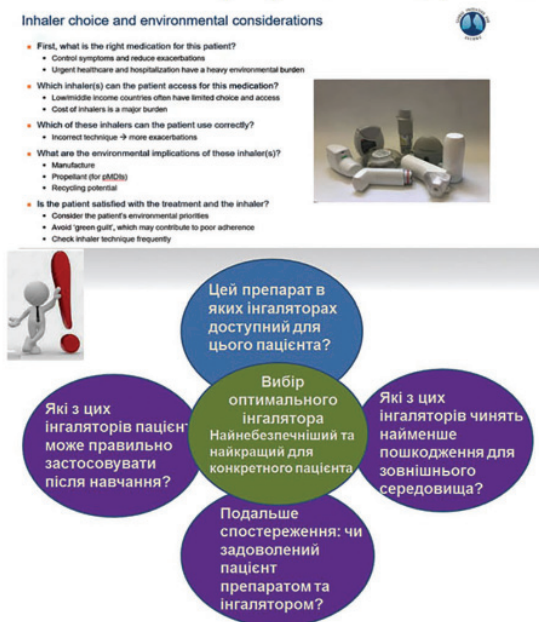 Inhaler choice and environmental considerations
First, what is the right medication for this patient?
Control symptoms and reduce exacerbations
Urgent healthcare and hospitalization have a heavy environmental burden
Which inhaler(s) can the patient access for this medication?
Low/middle income countries often have limited choice and access
Cost of inhalers is a major burden
Which of these inhalers can the patient use correctly?
Incorrect technique → more exacerbations
What are the environmental implications of these inhaler(s)?
Manufacture
Propellant (for pMDIs)
Recycling potential
Is the patient satisfied with the treatment and the inhaler?
Consider the patient's environmental priorities
Avoid 'green guilt', which may contribute to poor adherence
Check inhaler technique frequently
Цей препарат в
яких інгаляторах
доступний для
цього пацієнта?
Які з цих
інгаляторів пацієнт
може правильно
застосовувати
після навчання?
Вибір
оптимального
інгалятора
Найнебезпечніший та
найкращий для
конкретного пацієнта
Які з цих
інгаляторів чинять
найменше
пошкодження для
зовнішнього
середовища?
Подальше
спостереження: чи
задоволений
пацієнт
препаратом та
інгалятором?